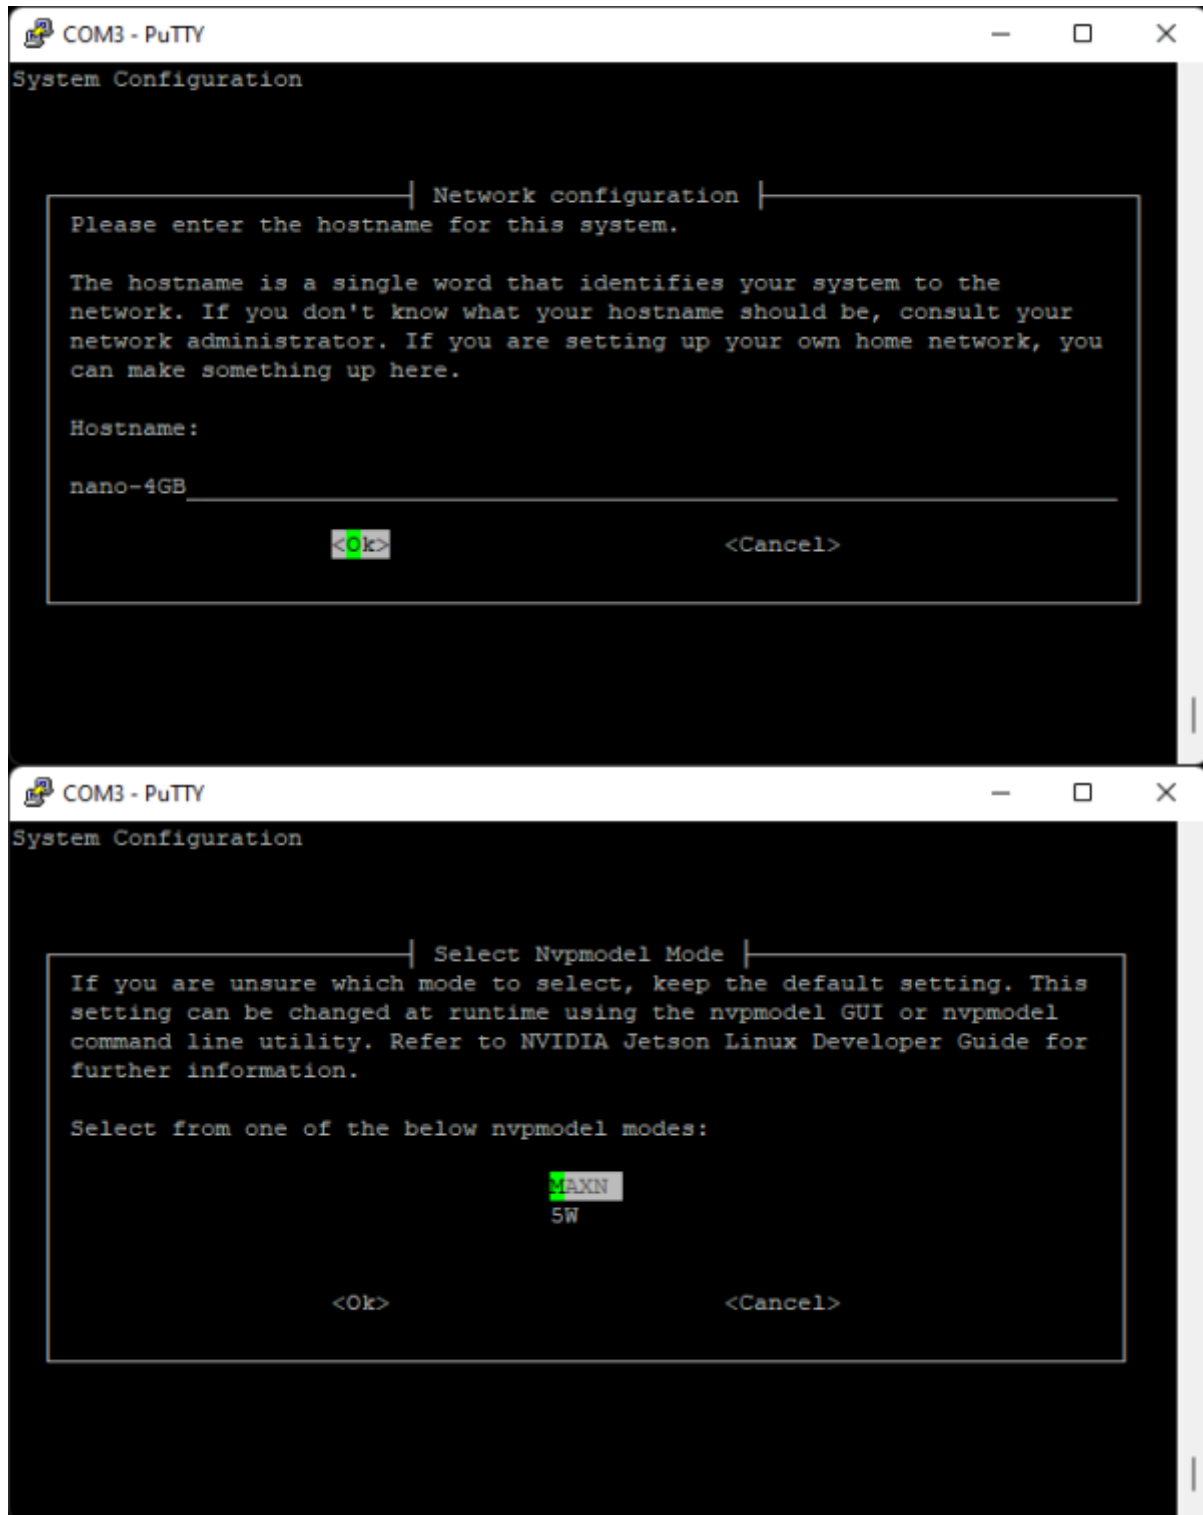 COM3 - PuTTY
System Configuration
Network configuration
Please enter the hostname for this system.
The hostname is a single word that identifies your system to the
network. If you don't know what your hostname should be, consult your
network administrator. If you are setting up your own home network, you
can make something up here.
Hostname:
nano-4GB
<Ok> <Cancel>
COM3 - PuTTY
System Configuration
Select Nvpmodel Mode
If you are unsure which mode to select, keep the default setting. This
setting can be changed at runtime using the nvpmodel GUI or nvpmodel
command line utility. Refer to NVIDIA Jetson Linux Developer Guide for
further information.
Select from one of the below nvpmodel modes:
MAXN
5W
<Ok> <Cancel>